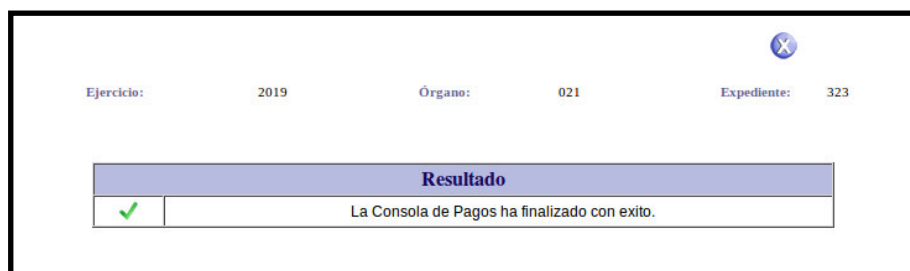 Ejercicio: 2019 Órgano: 021 Expediente: 323
Resultado
La Consola de Pagos ha finalizado con exito.